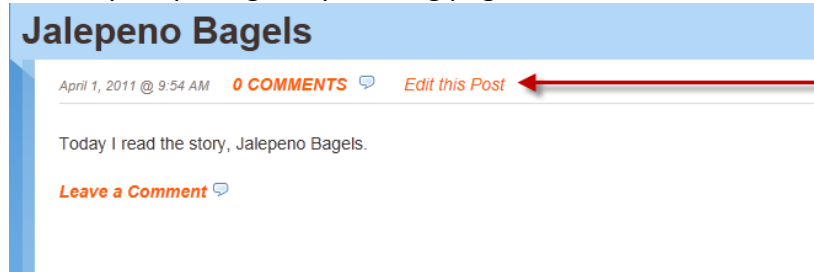 Jalepeno Bagels
April 1, 2011 @ 9:54 AM 0 COMMENTS Edit this Post
Today I read the story, Jalepeno Bagels.
Leave a Comment